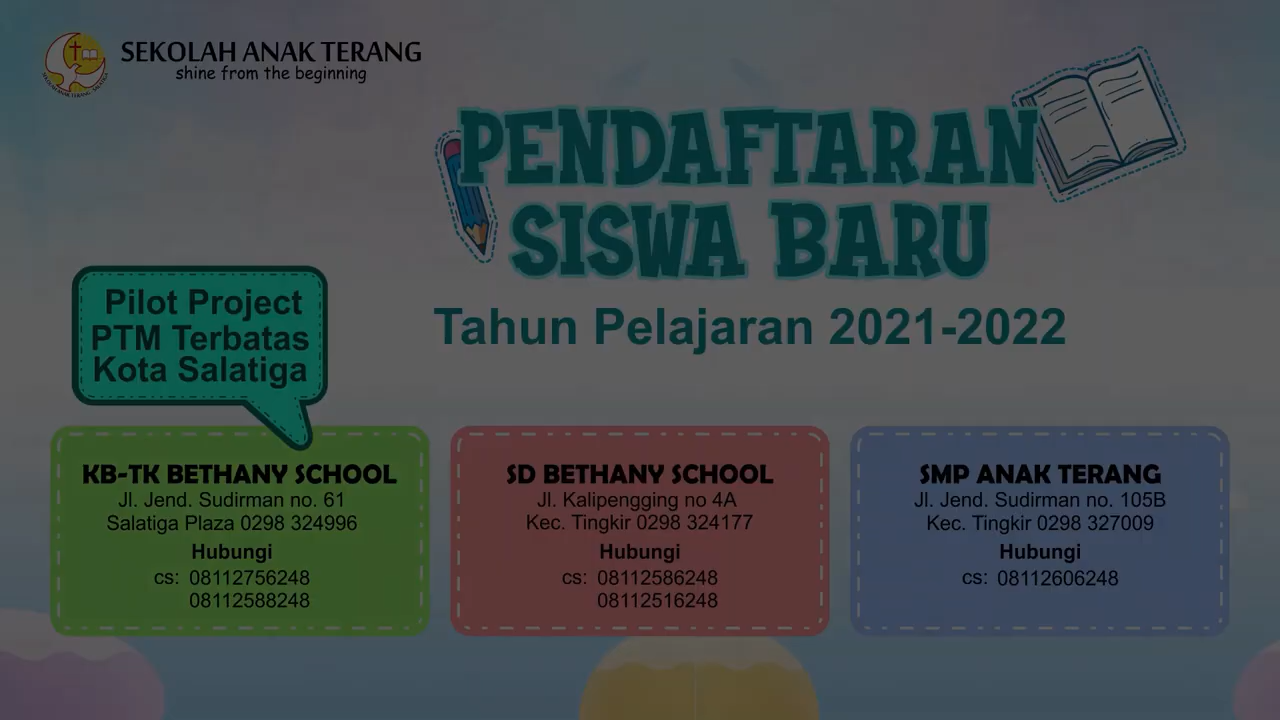 SEKOLAH ANAK TERANG
shine from the beginning
PENDAFTARAN
SISWA BARU
Tahun Pelajaran 2021-2022
Pilot Project
PTM Terbatas
Kota Salatiga
KB-TK BETHANY SCHOOL
Jl. Jend. Sudirman no. 61
Salatiga Plaza 0298 324996
Hubungi
cs: 08112756248
08112588248
SD BETHANY SCHOOL
Jl. Kalipengging no 4A
Kec. Tingkir 0298 324177
Hubungi
cs: 08112586248
08112516248
SMP ANAK TERANG
Jl. Jend. Sudirman no. 105B
Kec. Tingkir 0298 327009
Hubungi
cs: 08112606248